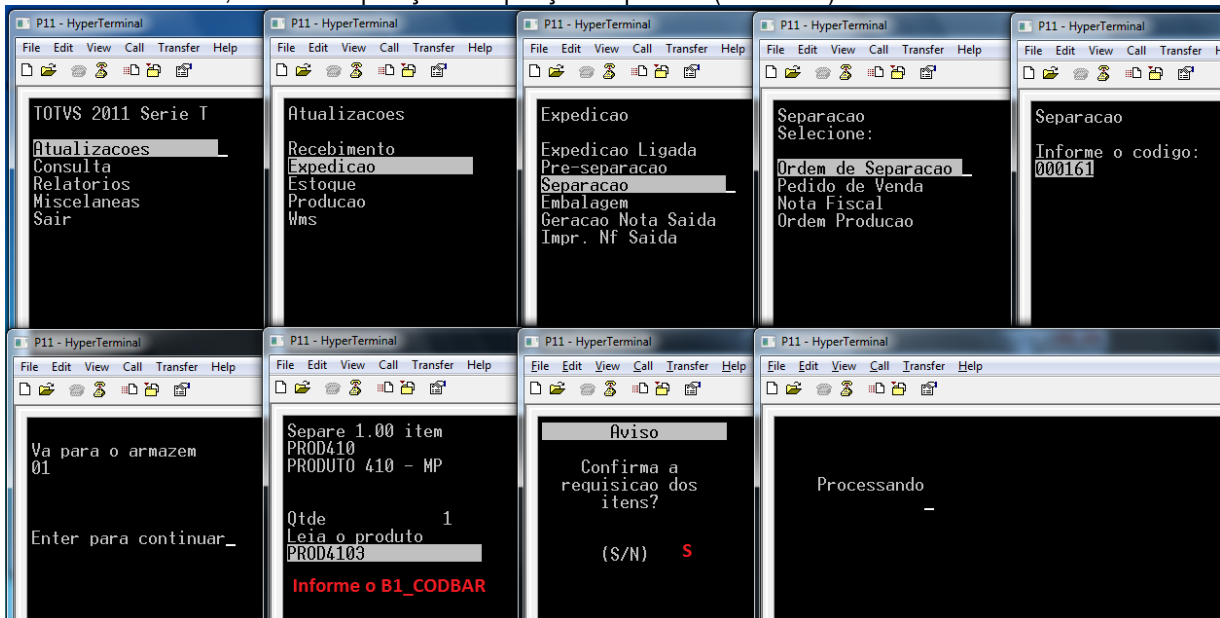 P11 - HyperTerminal
File Edit View Call Transfer Help
TOTVS 2011 Serie T
Atualizacoes
Consulta
Relatorios
Miscelaneas
Sair
P11 - HyperTerminal
File Edit View Call Transfer Help
Atualizacoes
Recebimento
Expedicao
Estoque
Producao
Wms
P11 - HyperTerminal
File Edit View Call Transfer Help
Expedicao
Expedicao Ligada
Pre-separacao
Separacao
Embalagem
Geracao Nota Saida
Impr. Nf Saida
P11 - HyperTerminal
File Edit View Call Transfer Help
Separacao
Selecione:
Ordem de Separacao
Pedido de Venda
Nota Fiscal
Ordem Producao
P11 - HyperTerminal
File Edit View Call Transfer
Separacao
Informe o codigo:
000161
P11 - HyperTerminal
File Edit View Call Transfer Help
Va para o armazem
01
Enter para continuar_
P11 - HyperTerminal
File Edit View Call Transfer Help
Separe 1.00 item
PROD410
PRODUTO 410 - MP
Qtde 1
Leia o produto
PROD4103
Informe o B1_CODBAR
P11 - HyperTerminal
File Edit View Call Transfer Help
Aviso
Confirma a
requisicao dos
itens?
(S/N) S
P11 - HyperTerminal
File Edit View Call Transfer Help
Processando
_